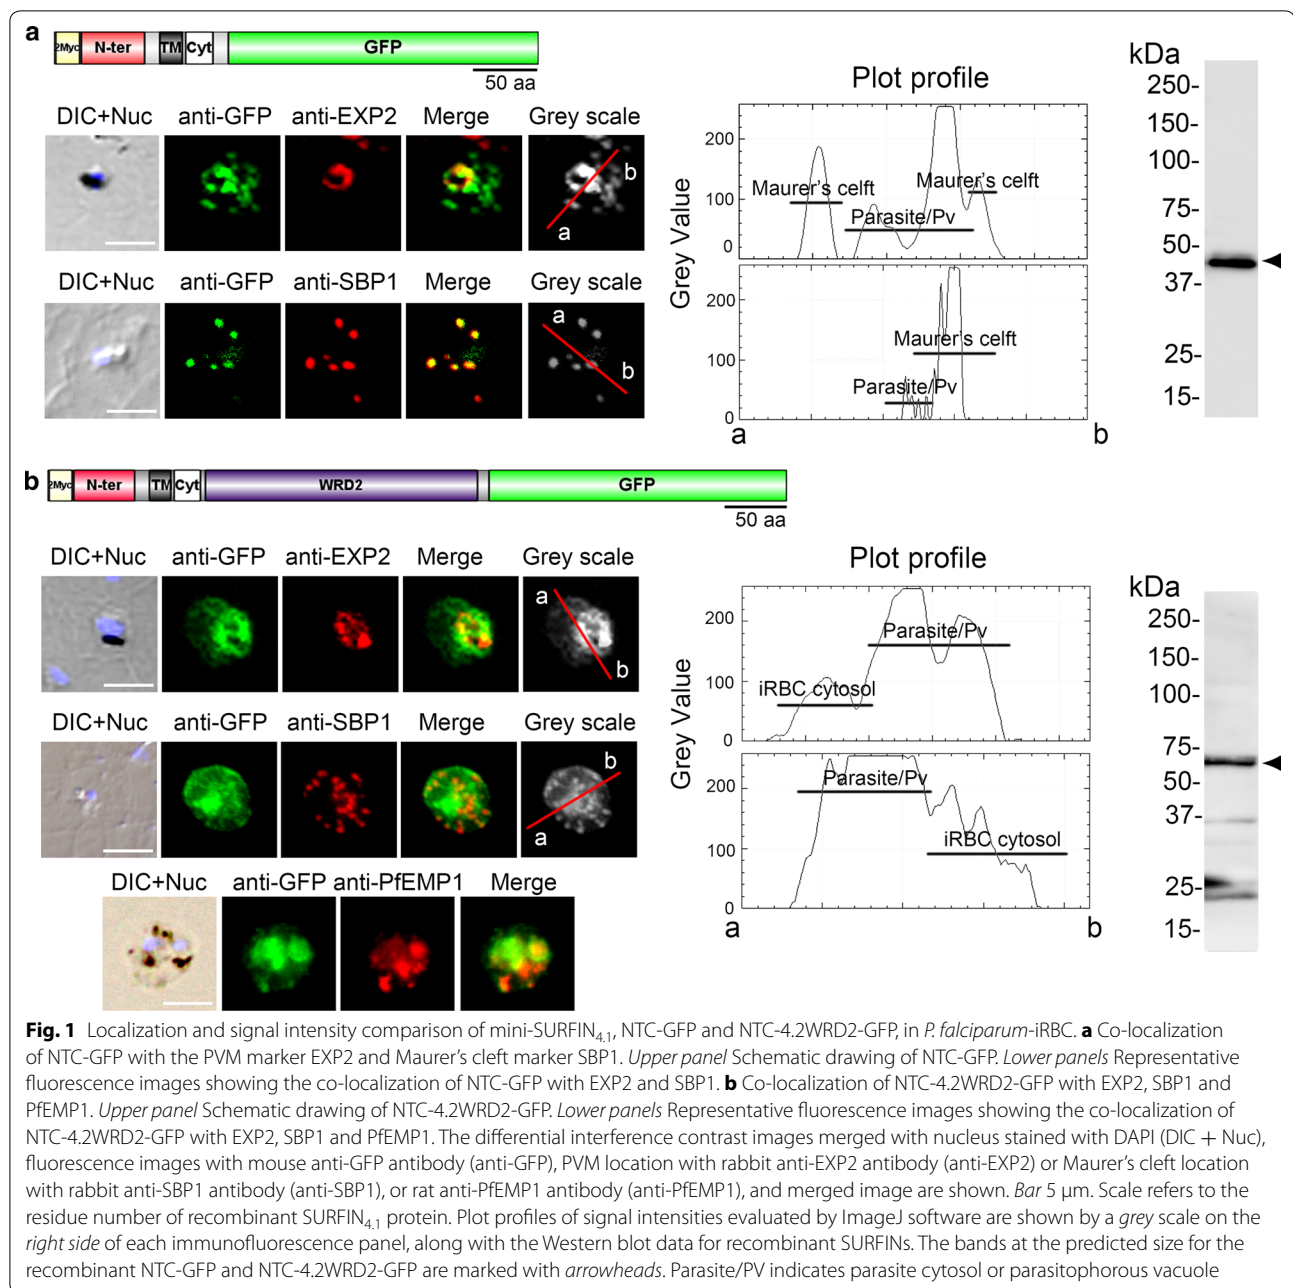 a
2Myc N-ter TM Cyt GFP
50 aa
DIC+Nuc anti-GFP anti-EXP2 Merge Grey scale
b
a
DIC+Nuc anti-GFP anti-SBP1 Merge Grey scale
a
b
Plot profile
Grey Value
200
100
0
Maurer's celft
Parasite/Pv
Maurer's celft
200
100
0
Maurer's celft
Parasite/Pv
a b
kDa
250-
150-
100-
75-
50-
37-
25-
15-
b
2Myc N-ter TM Cyt WRD2 GFP
50 aa
DIC+Nuc anti-GFP anti-EXP2 Merge Grey scale
a
b
DIC+Nuc anti-GFP anti-SBP1 Merge Grey scale
b
a
DIC+Nuc anti-GFP anti-PfEMP1 Merge
Plot profile
Grey Value
200
100
0
Parasite/Pv
iRBC cytosol
200
100
0
Parasite/Pv
iRBC cytosol
a b
kDa
250-
150-
100-
75-
50-
37-
25-
15-
Fig. 1 Localization and signal intensity comparison of mini-SURFIN4.1, NTC-GFP and NTC-4.2WRD2-GFP, in P. falciparum-iRBC. a Co-localization
of NTC-GFP with the PVM marker EXP2 and Maurer's cleft marker SBP1. Upper panel Schematic drawing of NTC-GFP. Lower panels Representative
fluorescence images showing the co-localization of NTC-GFP with EXP2 and SBP1. b Co-localization of NTC-4.2WRD2-GFP with EXP2, SBP1 and
PfEMP1. Upper panel Schematic drawing of NTC-4.2WRD2-GFP. Lower panels Representative fluorescence images showing the co-localization of
NTC-4.2WRD2-GFP with EXP2, SBP1 and PfEMP1. The differential interference contrast images merged with nucleus stained with DAPI (DIC + Nuc),
fluorescence images with mouse anti-GFP antibody (anti-GFP), PVM location with rabbit anti-EXP2 antibody (anti-EXP2) or Maurer's cleft location
with rabbit anti-SBP1 antibody (anti-SBP1), or rat anti-PfEMP1 antibody (anti-PfEMP1), and merged image are shown. Bar 5 μm. Scale refers to the
residue number of recombinant SURFIN4.1 protein. Plot profiles of signal intensities evaluated by ImageJ software are shown by a grey scale on the
right side of each immunofluorescence panel, along with the Western blot data for recombinant SURFINs. The bands at the predicted size for the
recombinant NTC-GFP and NTC-4.2WRD2-GFP are marked with arrowheads. Parasite/PV indicates parasite cytosol or parasitophorous vacuole